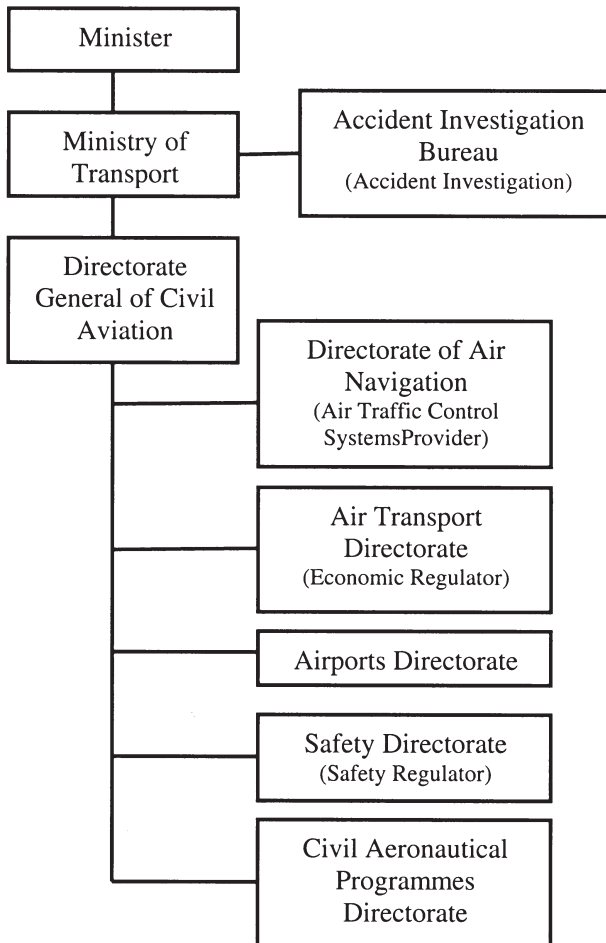 Minister
Ministry of
Transport
Accident Investigation
Bureau
(Accident Investigation)
Directorate
General of Civil
Aviation
Directorate of Air
Navigation
(Air Traffic Control
SystemsProvider)
Air Transport
Directorate
(Economic Regulator)
Airports Directorate
Safety Directorate
(Safety Regulator)
Civil Aeronautical
Programmes
Directorate